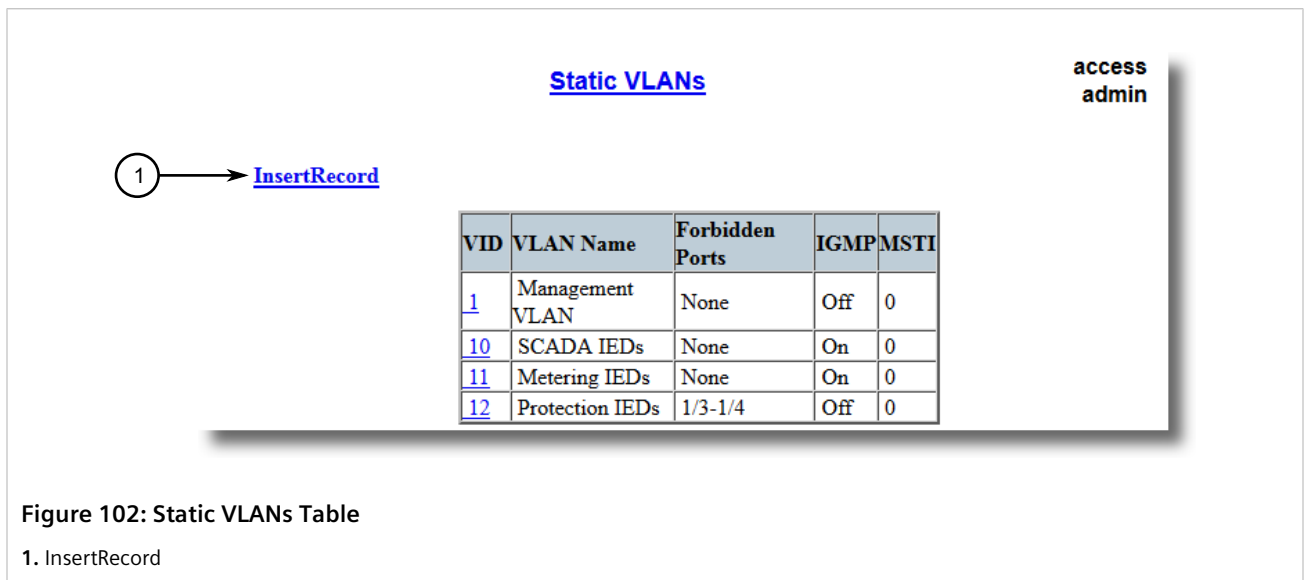 Static VLANs
access
admin
1
InsertRecord
VID VLAN Name Forbidden Ports IGMP MSTI
1 Management VLAN None Off 0
10 SCADA IEDs None On 0
11 Metering IEDs None On 0
12 Protection IEDs 1/3-1/4 Off 0
Figure 102: Static VLANs Table
1. InsertRecord